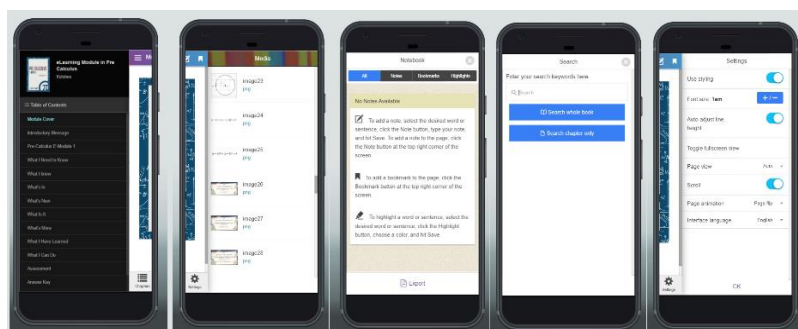 eLearning Module in Pre
Calculus
Notetes
Table of Contents
Module Cover
Introductory Message
Pre-Calculus E-Module 1
What I Need to Know
What I Know
What's In
What's New
What Is It
What's More
What I Have Learned
What I Can Do
Assessment
Answer Key
Chapters
Media
image23
png
image24
png
image25
png
image26
png
image27
png
image28
png
Settings
Notebook
All Notes Bookmarks Highlights
No Notes Available
To add a note, select the desired word or
sentence, click the Note button, type your note,
and hit Save. To add a note to the page, click
the Note button at the top right corner of the
screen.
To add a bookmark to the page, click the
Bookmark button at the top right corner of the
screen.
To highlight a word or sentence, select the
desired word or sentence, click the Highlight
button, choose a color, and hit Save.
Export
Search
Enter your search keywords here
Search
Search whole book
Search chapter only
Settings
Use styling
Font size: 1em
+ / −
Auto adjust line
height
Toggle fullscreen view
Page view Auto
Scroll
Page animation Page flip
Interface language English
Settings
OK